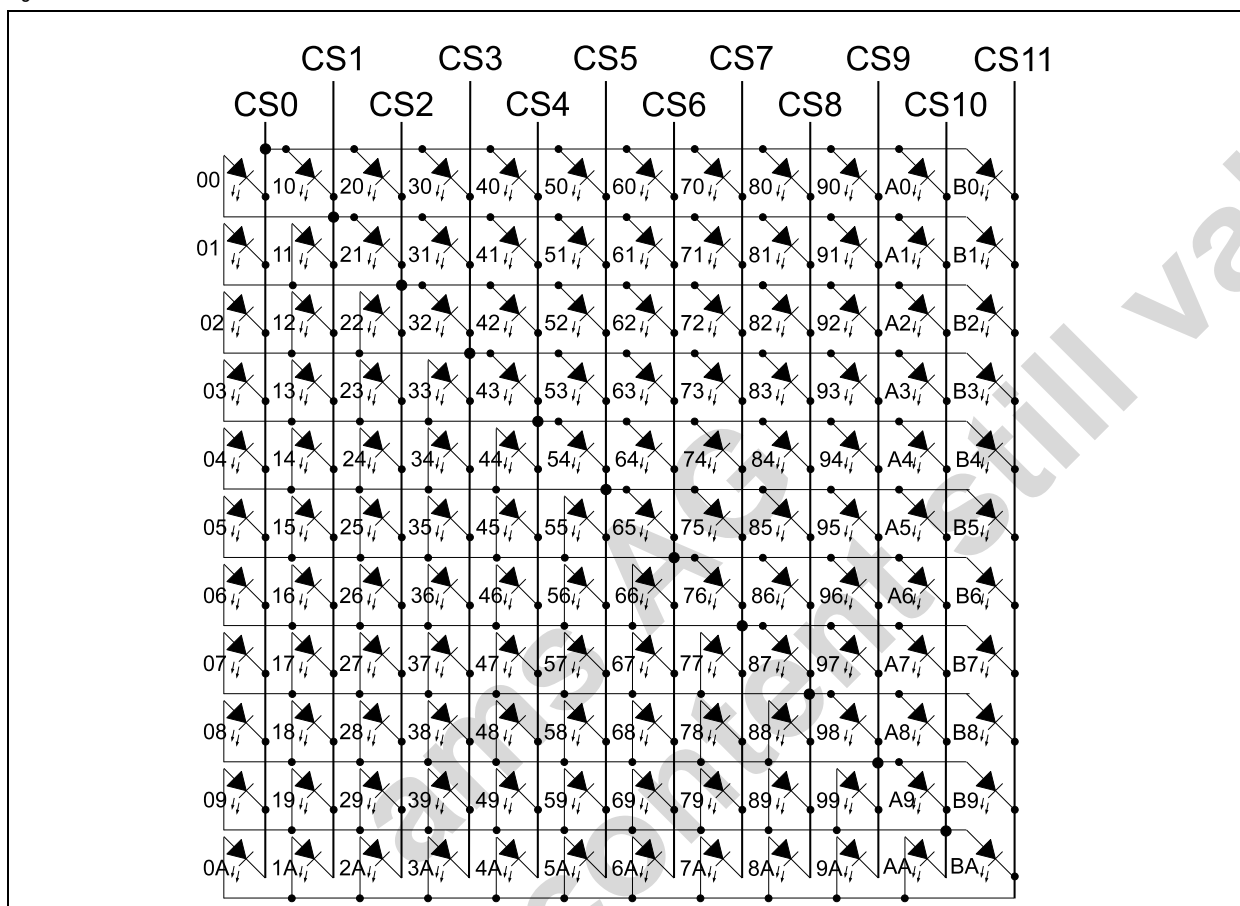 CS1 CS3 CS5 CS7 CS9 CS11
CS0 CS2 CS4 CS6 CS8 CS10
00 10 20 30 40 50 60 70 80 90 A0 B0
01 11 21 31 41 51 61 71 81 91 A1 B1
02 12 22 32 42 52 62 72 82 92 A2 B2
03 13 23 33 43 53 63 73 83 93 A3 B3
04 14 24 34 44 54 64 74 84 94 A4 B4
05 15 25 35 45 55 65 75 85 95 A5 B5
06 16 26 36 46 56 66 76 86 96 A6 B6
07 17 27 37 47 57 67 77 87 97 A7 B7
08 18 28 38 48 58 68 78 88 98 A8 B8
09 19 29 39 49 59 69 79 89 99 A9 B9
0A 1A 2A 3A 4A 5A 6A 7A 8A 9A AA BA
ams AG
content still va